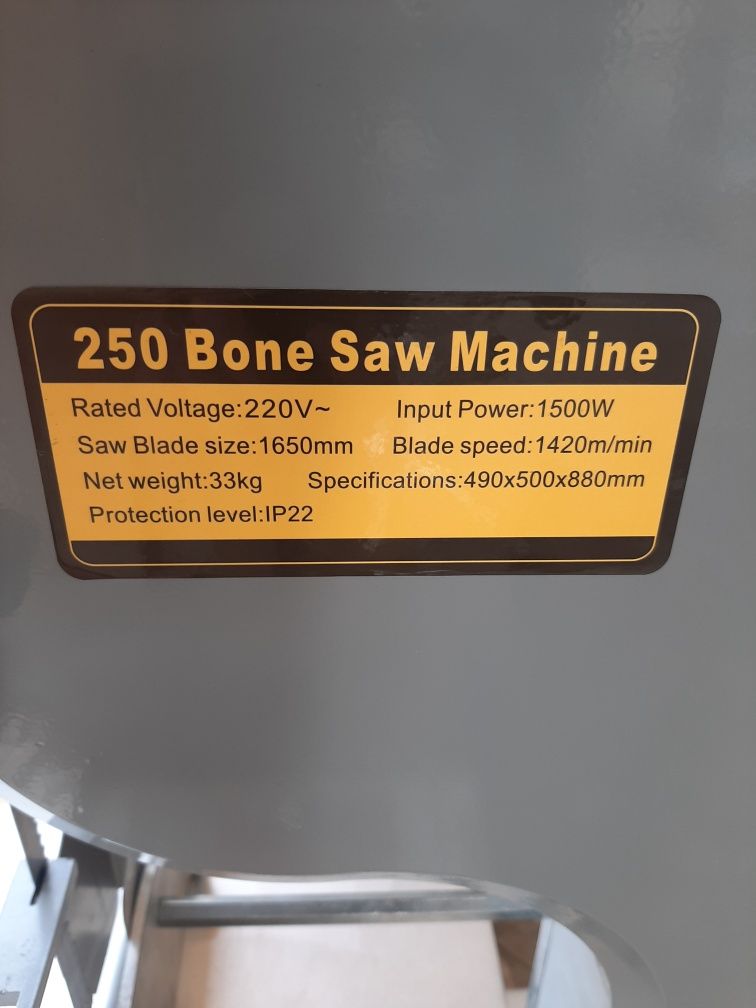 250 Bone Saw Machine
Rated Voltage:220V~ Input Power:1500W
Saw Blade size:1650mm Blade speed:1420m/min
Net weight:33kg Specifications:490x500x880mm
Protection level:IP22